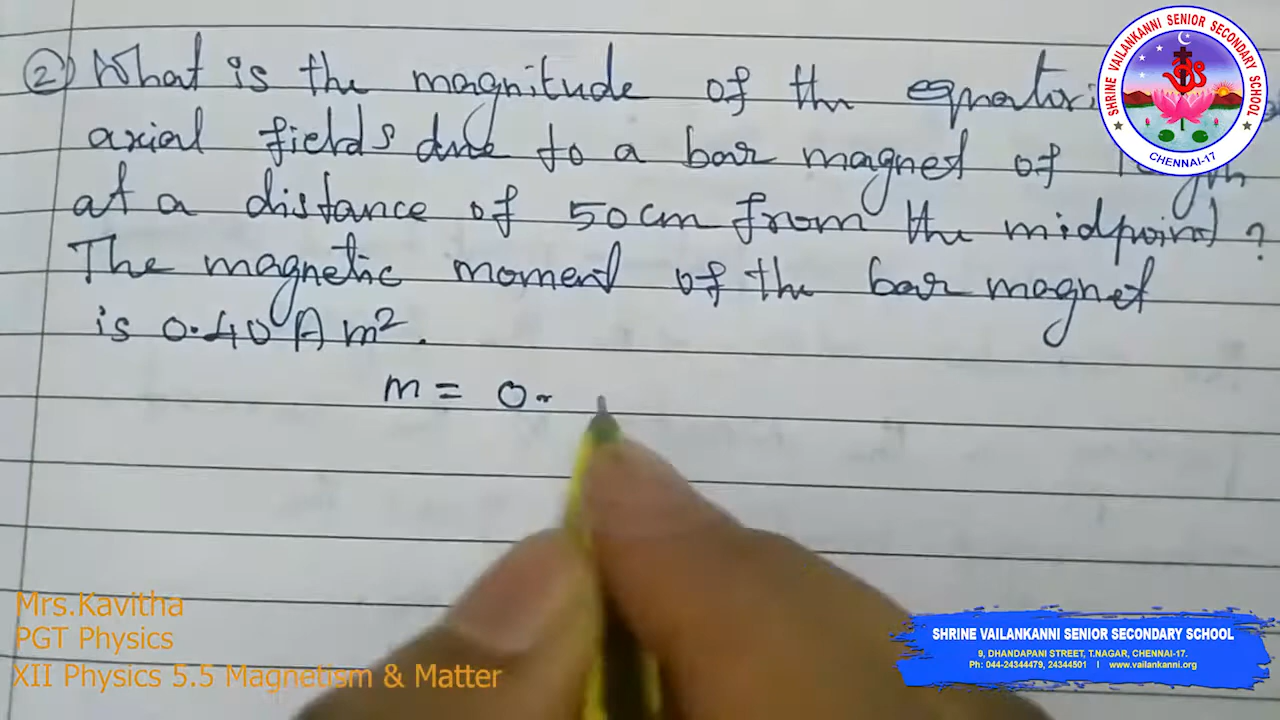 ② What is the magnitude of th
axial fields due to a bar magnet of length
at a distance of 50cm from the midpoint?
The magnetic moment of the bar magnet
is 0.40 A m².
m = 0.
SHRINE VAILANKANNI SENIOR SECONDARY SCHOOL
CHENNAI-17
Mrs.Kavitha
PGT Physics
XII Physics 5.5 Magnetism & Matter
SHRINE VAILANKANNI SENIOR SECONDARY SCHOOL
9, DHANDAPANI STREET, T.NAGAR, CHENNAI-17.
Ph: 044-24344479, 24344501 | www.vailankanni.org